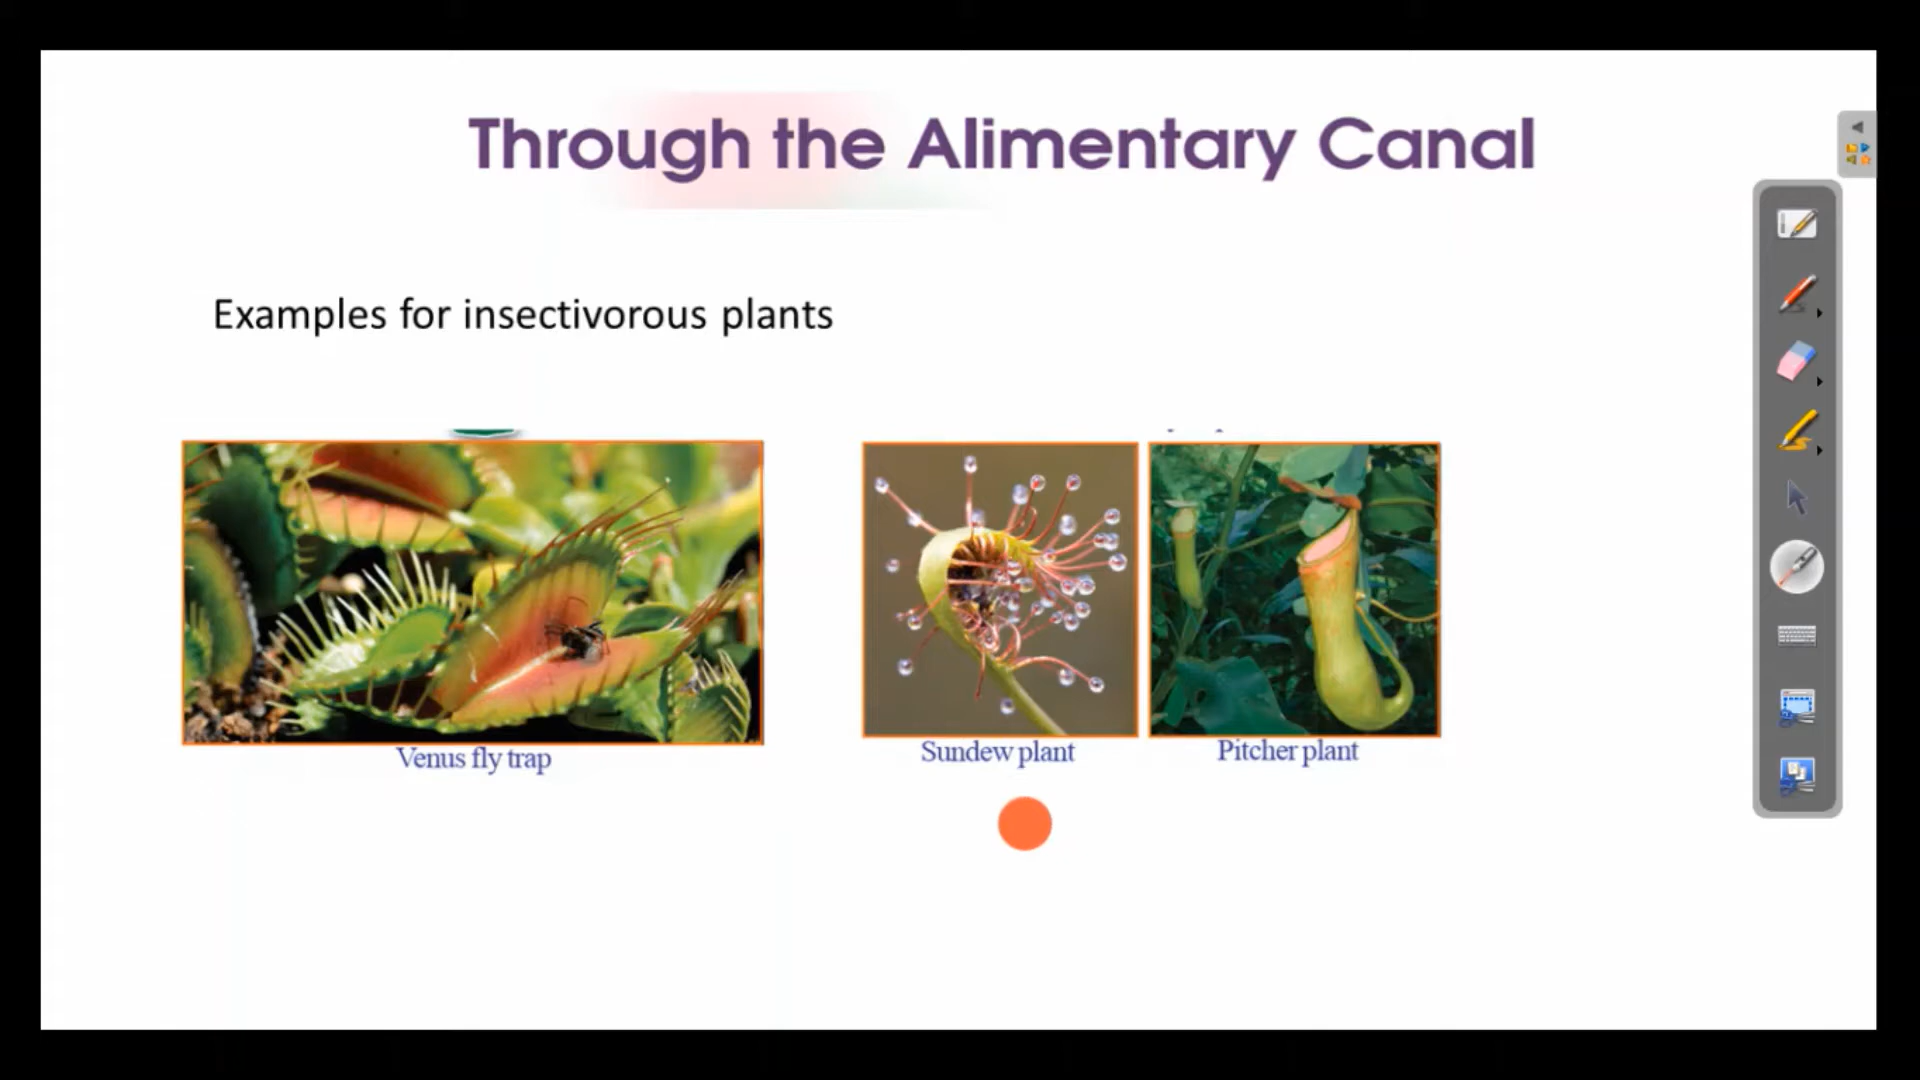 Through the Alimentary Canal
Examples for insectivorous plants
Venus fly trap
Sundew plant
Pitcher plant